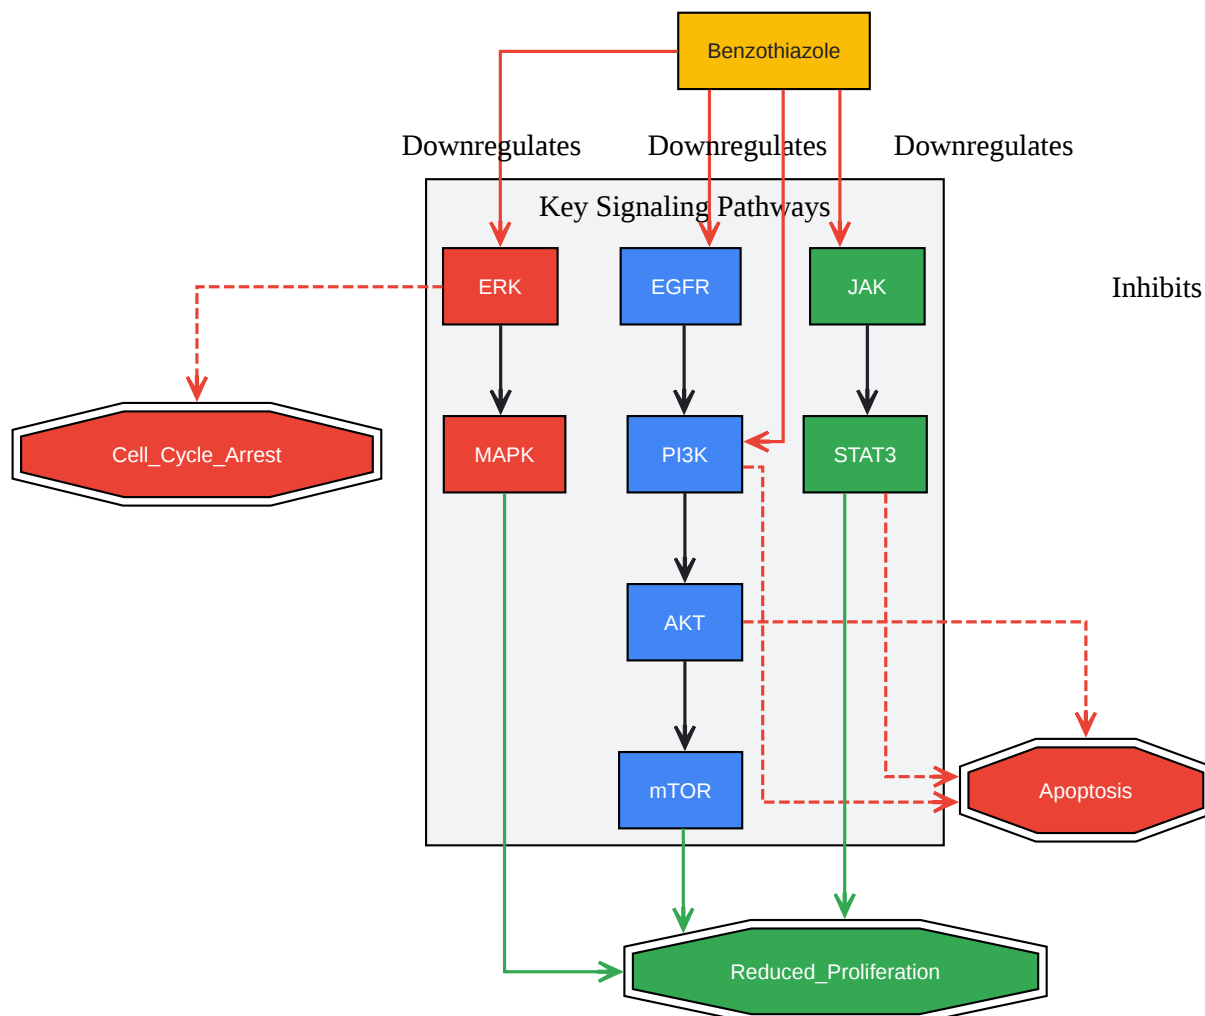 Benzothiazole
Downregulates
Downregulates
Downregulates
Key Signaling Pathways
ERK
EGFR
JAK
Inhibits
Cell_Cycle_Arrest
MAPK
PI3K
STAT3
AKT
mTOR
Apoptosis
Reduced_Proliferation